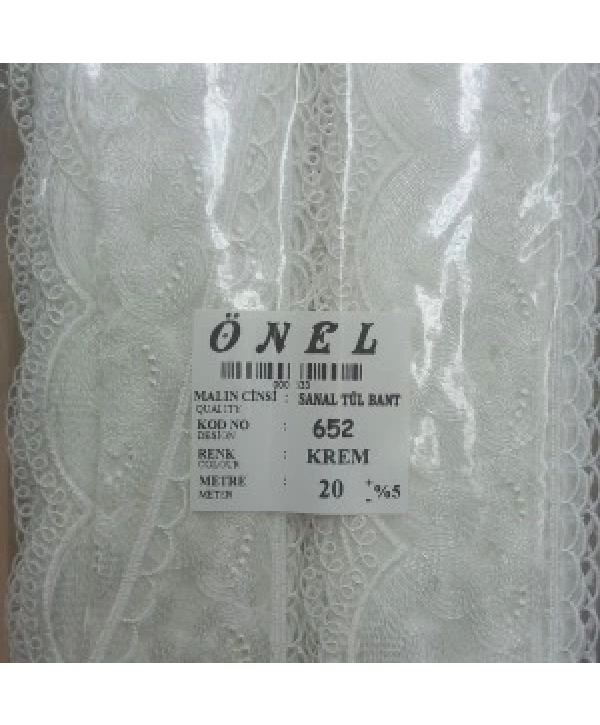 ÖNEL
MALIN CİNSİ : SANAL TÜL BANT
QUALITY
KOD NO : 652
DESIGN
RENK : KREM
COLOUR
METRE : 20 + - %5
METER